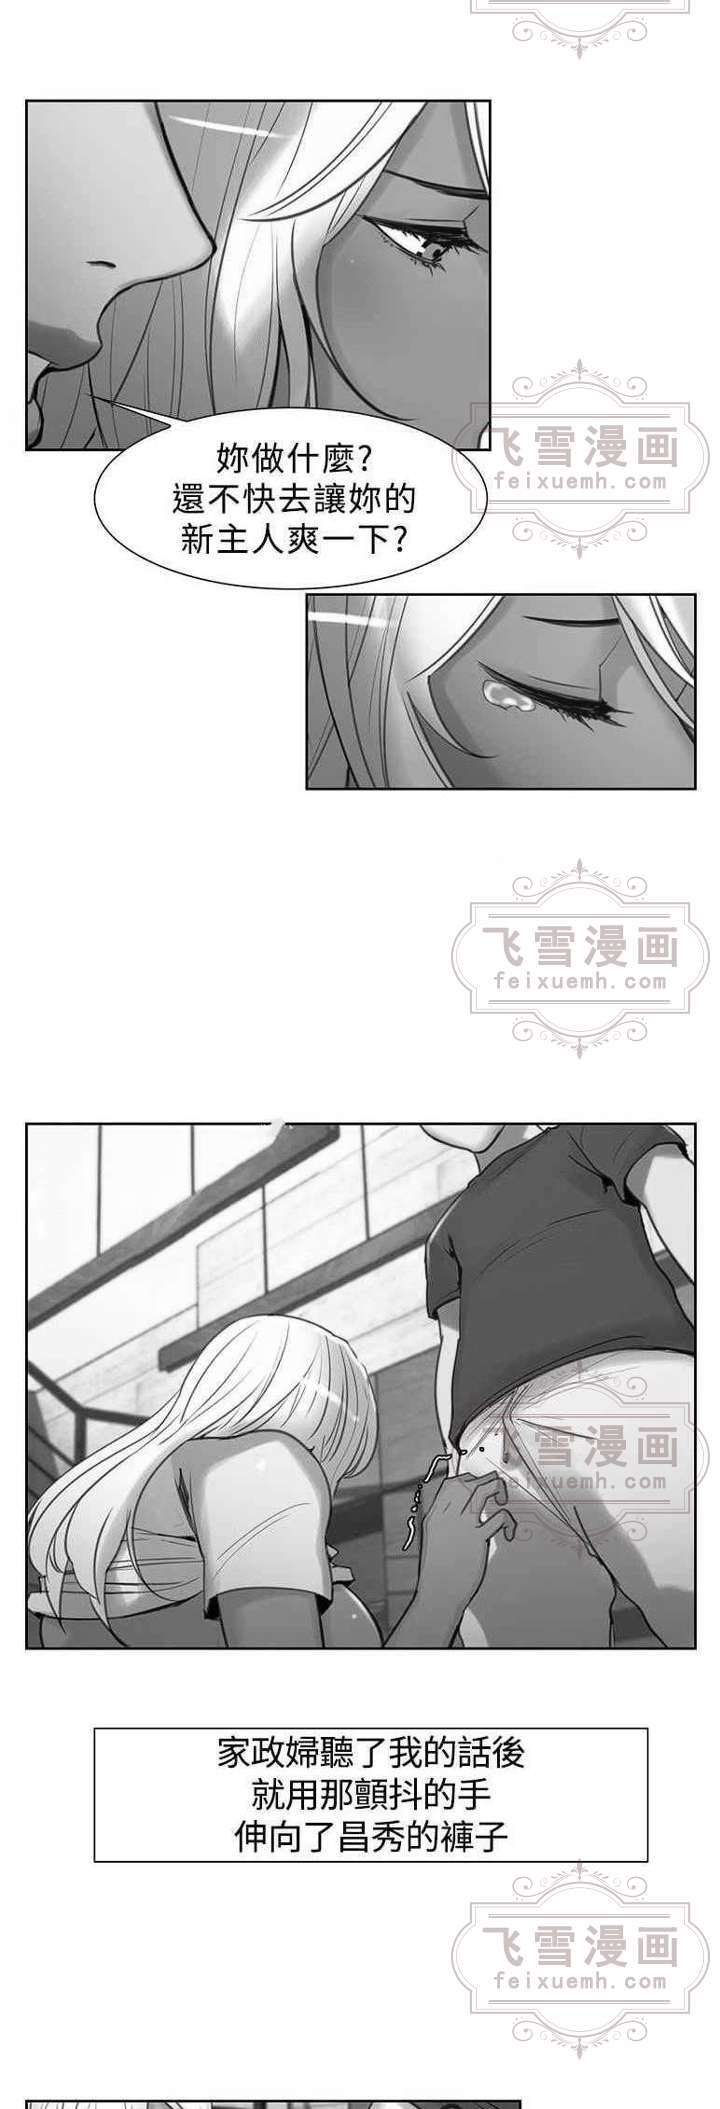 妳做什麼?
還不快去讓妳的
新主人爽一下?
飞雪漫画
feixuemh.com
飞雪漫画
feixuemh.com
飞雪漫画
feixuemh.com
家政婦聽了我的話後
就用那顫抖的手
伸向了昌秀的褲子
飞雪漫画
feixuemh.com